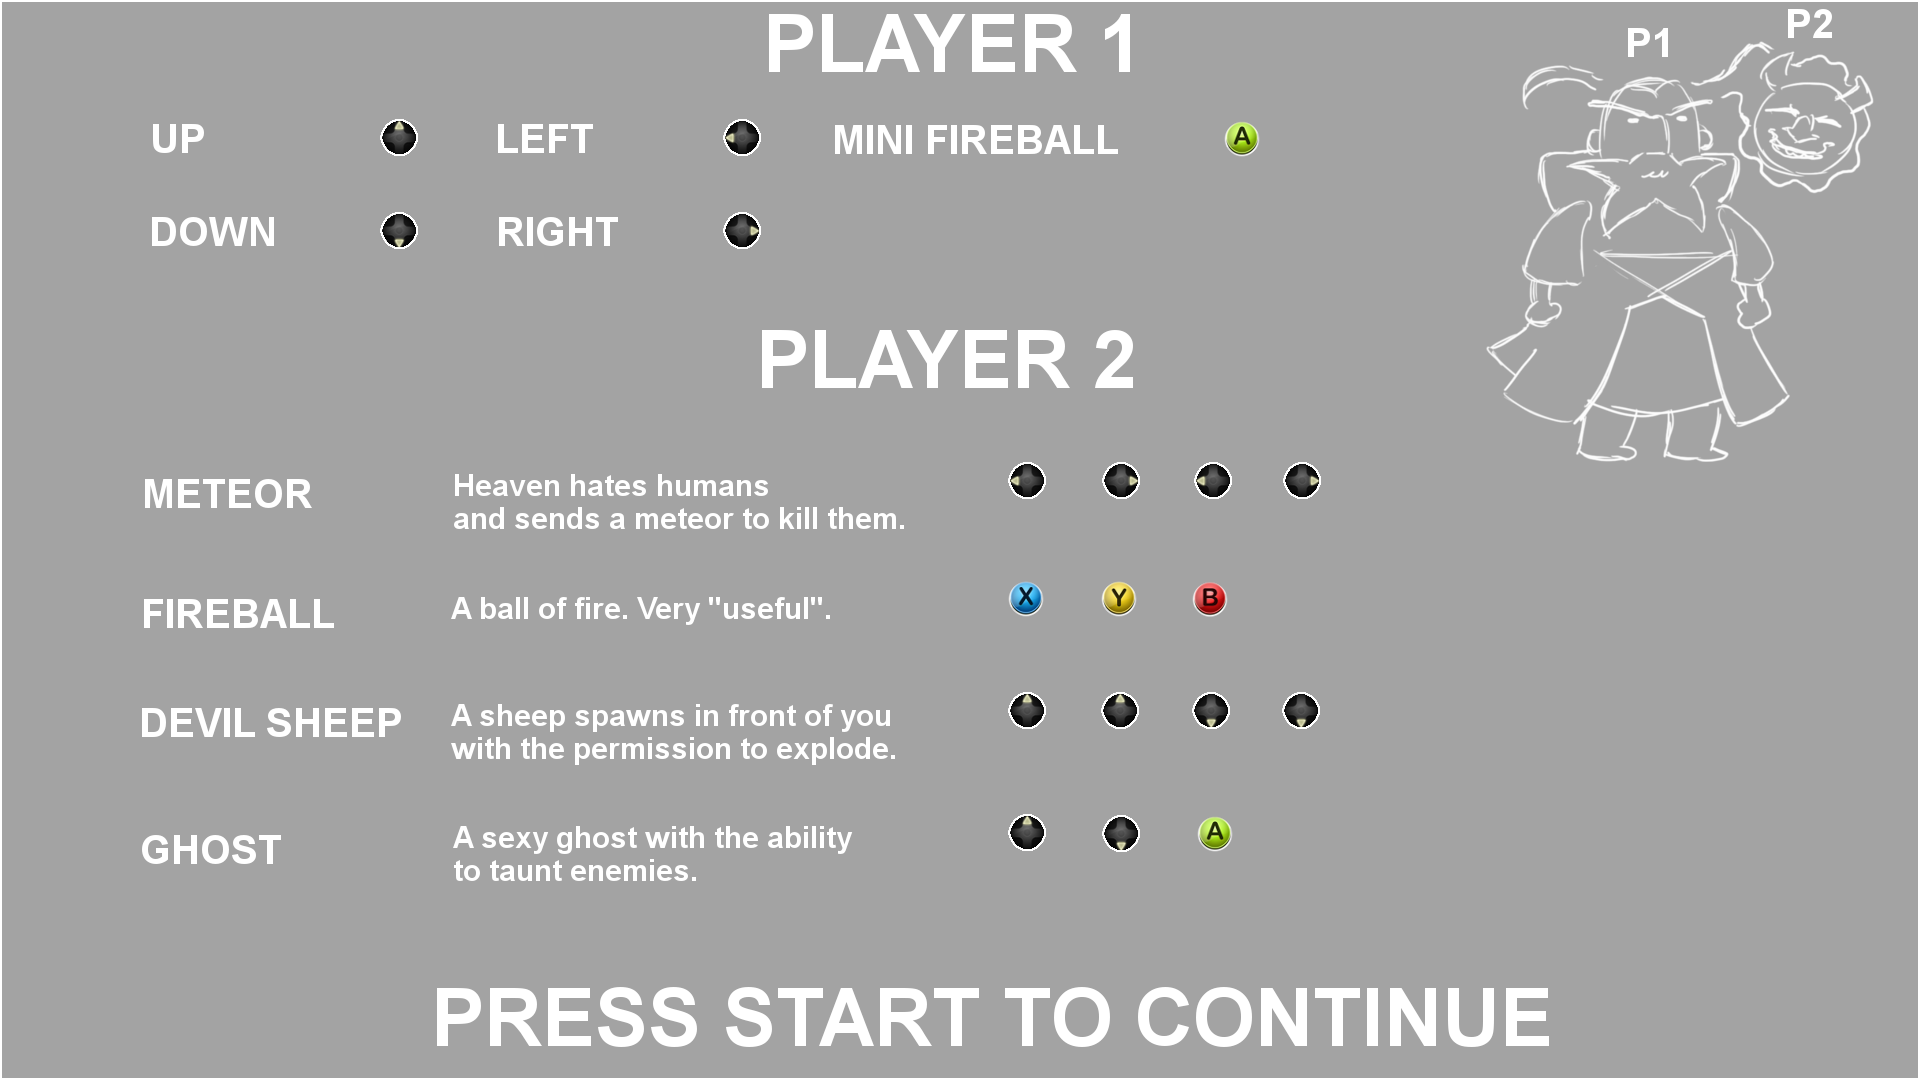 PLAYER 1
P1
P2
UP
LEFT
MINI FIREBALL
A
DOWN
RIGHT
PLAYER 2
METEOR
Heaven hates humans
and sends a meteor to kill them.
FIREBALL
A ball of fire. Very "useful".
X Y B
DEVIL SHEEP
A sheep spawns in front of you
with the permission to explode.
GHOST
A sexy ghost with the ability
to taunt enemies.
A
PRESS START TO CONTINUE